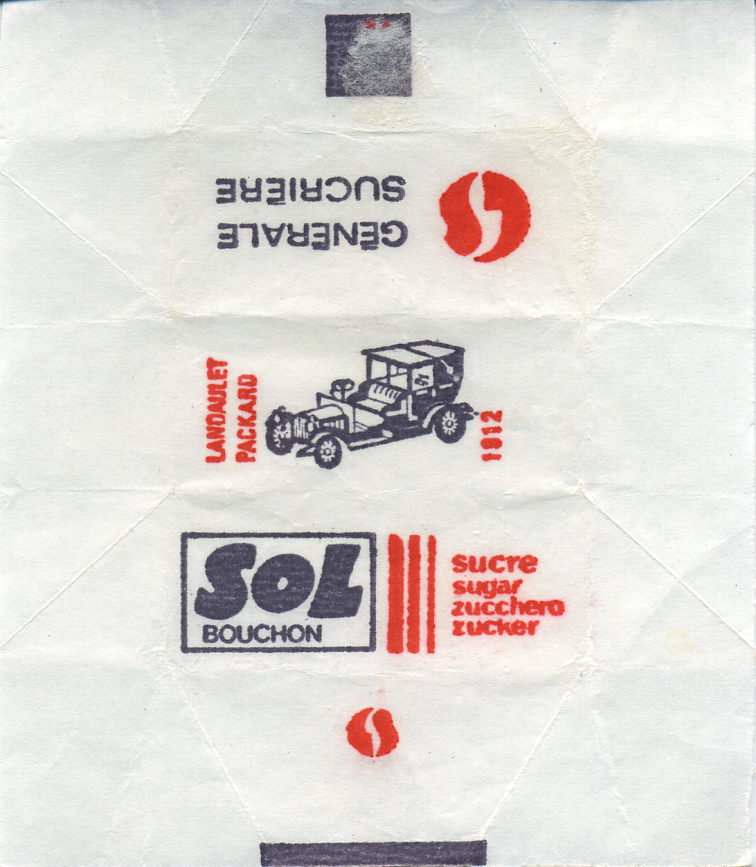 GÉNÉRALE
SUCRIÈRE
LANDAULET
PACKARD
1912
SOL
BOUCHON
sucre
sugar
zucchero
zucker